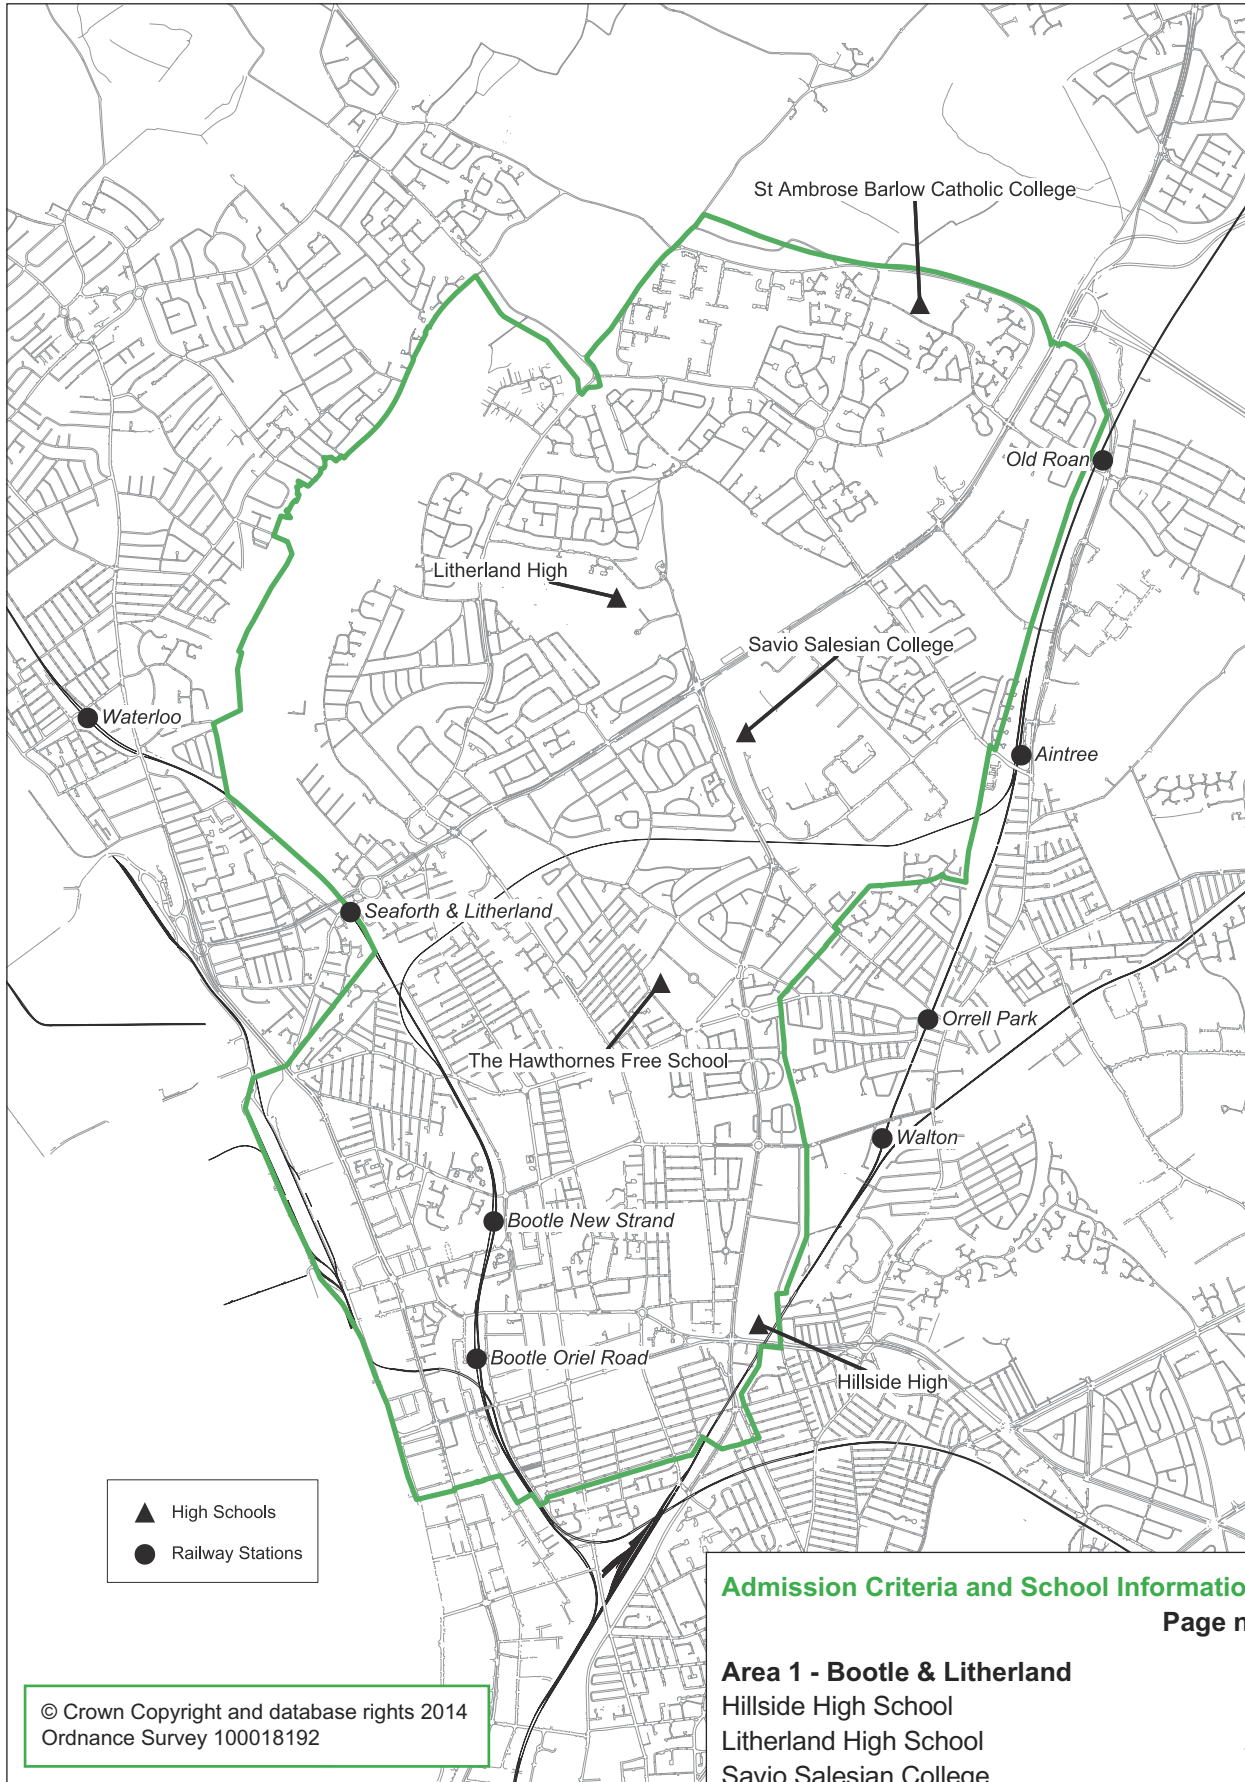 St Ambrose Barlow Catholic College
Old Roan
Litherland High
Savio Salesian College
Waterloo
Aintree
Seaforth & Litherland
Orrell Park
The Hawthornes Free School
Walton
Bootle New Strand
Bootle Oriel Road
Hillside High
High Schools
Railway Stations
Admission Criteria and School Informatio
Page n
Area 1 - Bootle & Litherland
Hillside High School
Litherland High School
Savio Salesian College
© Crown Copyright and database rights 2014
Ordnance Survey 100018192